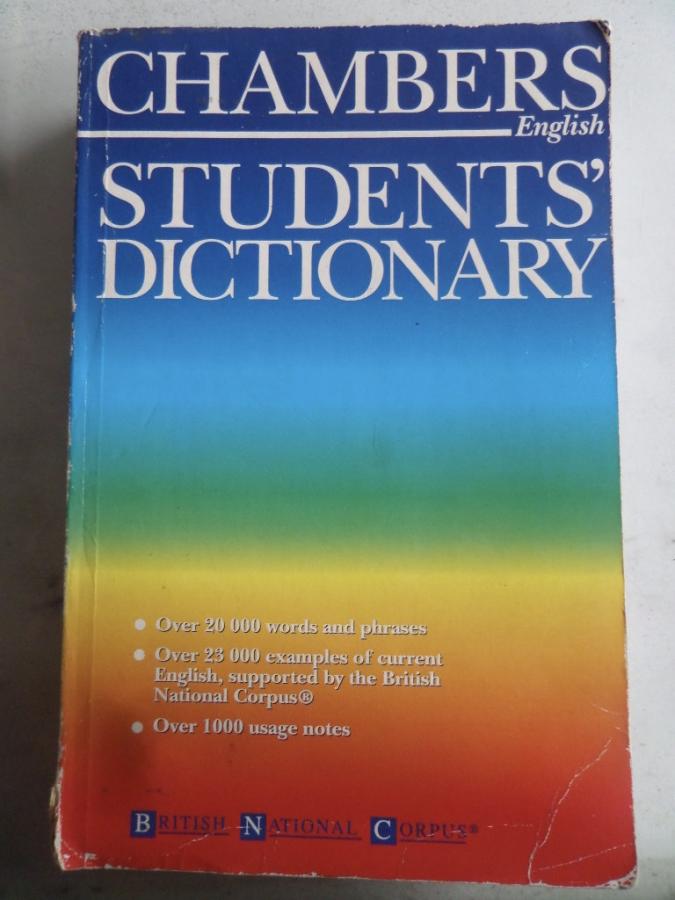 CHAMBERS
English
STUDENTS'
DICTIONARY
• Over 20 000 words and phrases
• Over 23 000 examples of current
English, supported by the British
National Corpus®
• Over 1000 usage notes
BRITISH NATIONAL CORPUS®